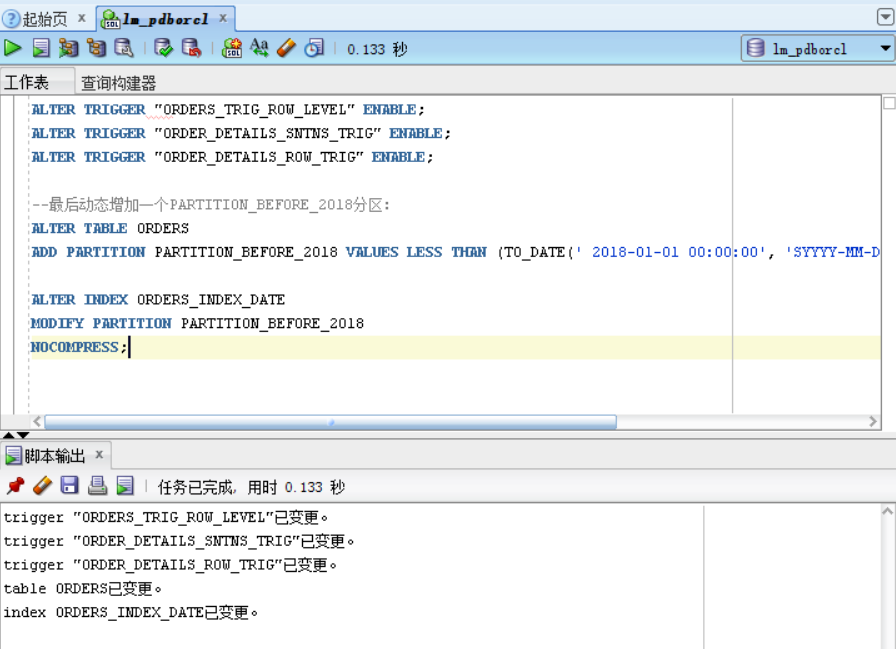 起始页 x lm_pdborcl x
0.133 秒 lm_pdborcl
工作表 查询构建器
ALTER TRIGGER "ORDERS_TRIG_ROW_LEVEL" ENABLE;
ALTER TRIGGER "ORDER_DETAILS_SNTNS_TRIG" ENABLE;
ALTER TRIGGER "ORDER_DETAILS_ROW_TRIG" ENABLE;
--最后动态增加一个PARTITION_BEFORE_2018分区:
ALTER TABLE ORDERS
ADD PARTITION PARTITION_BEFORE_2018 VALUES LESS THAN (TO_DATE(' 2018-01-01 00:00:00', 'SYYYY-MM-D
ALTER INDEX ORDERS_INDEX_DATE
MODIFY PARTITION PARTITION_BEFORE_2018
NOCOMPRESS;
脚本输出 x
任务已完成, 用时 0.133 秒
trigger "ORDERS_TRIG_ROW_LEVEL"已变更。
trigger "ORDER_DETAILS_SNTNS_TRIG"已变更。
trigger "ORDER_DETAILS_ROW_TRIG"已变更。
table ORDERS已变更。
index ORDERS_INDEX_DATE已变更。